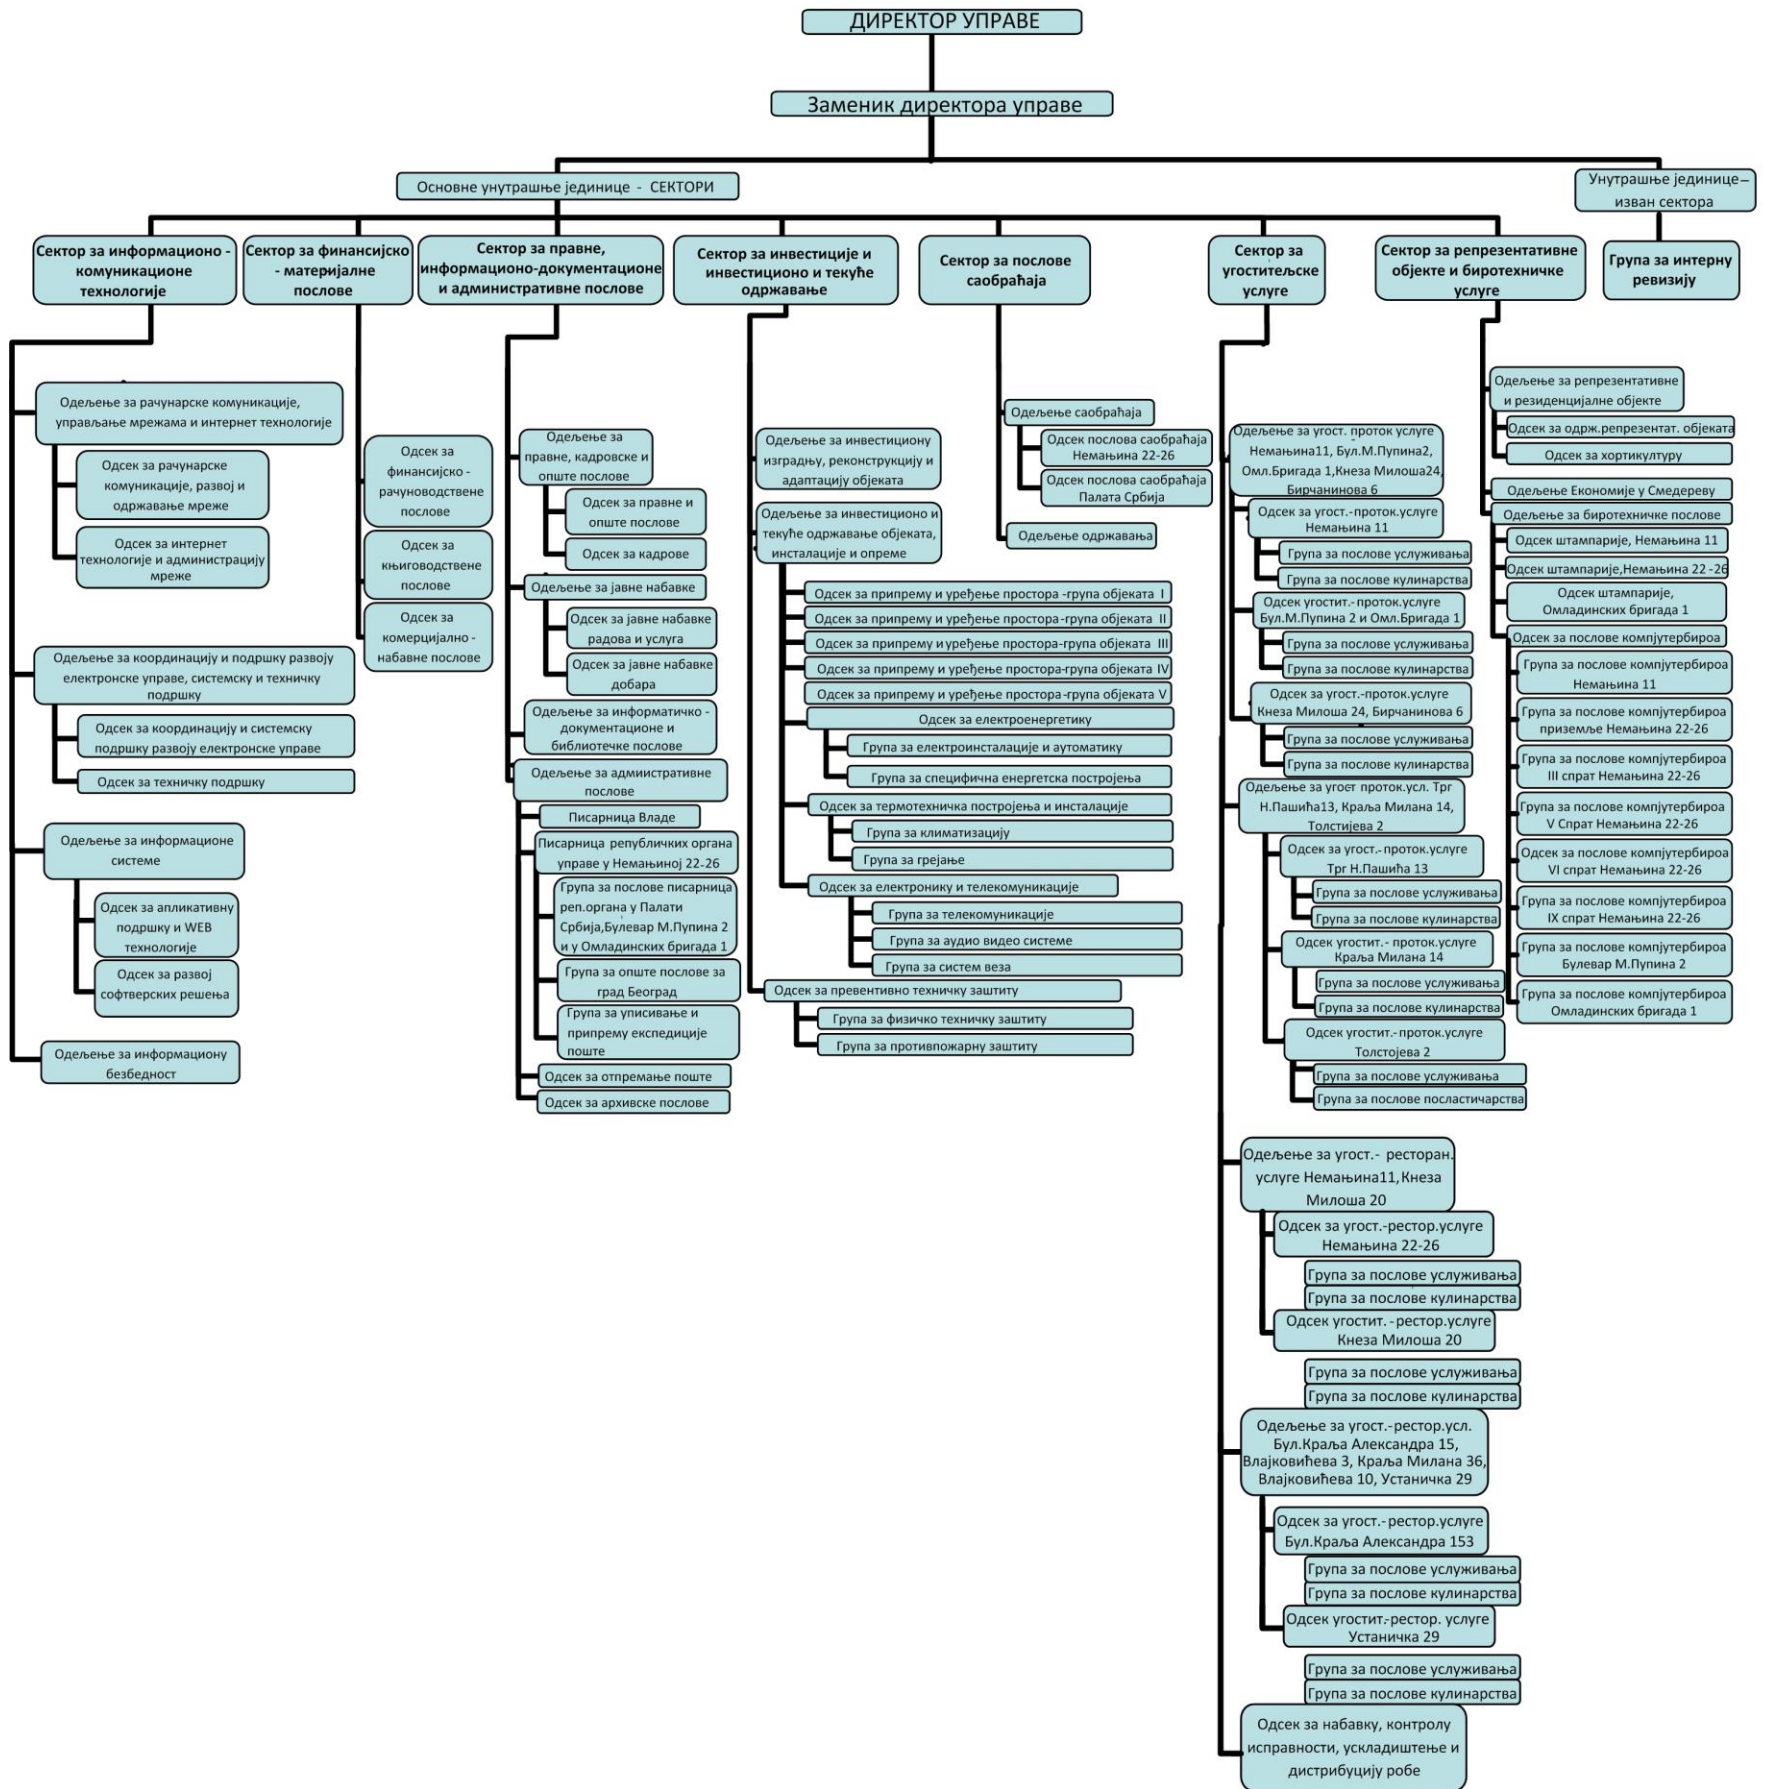 ДИРЕКТОР УПРАВЕ
Заменик директора управе
Основне унутрашње јединице - СЕКТОРИ
Унутрашње јединице–
изван сектора
Сектор за информационо -
комуникационе
технологије
Сектор за финансијско
- материјалне
послове
Сектор за правне,
информационо-документационе
и административне послове
Сектор за инвестиције и
инвестиционо и текуће
одржавање
Сектор за послове
саобраћаја
Сектор за
угоститељске
услуге
Сектор за репрезентативне
објекте и биротехничке
услуге
Група за интерну
ревизију
Одељење за рачунарске комуникације,
управљање мрежама и интернет технологије
Одсек за рачунарске
комуникације, развој и
одржавање мреже
Одсек за интернет
технологије и администрацију
мреже
Одељење за координацију и подршку развоју
електронске управе, системску и техничку
подршку
Одсек за координацију и системску
подршку развоју електронске управе
Одсек за техничку подршку
Одељење за информационе
системе
Одсек за апликативну
подршку и WEB
технологије
Одсек за развој
софтверских решења
Одељење за информациону
безбедност
Одсек за
финансијско -
рачуноводствене
послове
Одсек за
књиговодствене
послове
Одсек за
комерцијално -
набавне послове
Одељење за
правне, кадровске и
опште послове
Одсек за правне и
опште послове
Одсек за кадрове
Одељење за јавне набавке
Одсек за јавне набавке
радова и услуга
Одсек за јавне набавке
добара
Одељење за информатичко -
документационе и
библиотечке послове
Одељење за адмиистративне
послове
Писарница Владе
Писарница републичких органа
управе у Немањиној 22-26
Група за послове писарница
реп.органа у Палати
Србија,Булевар М.Пупина 2
и у Омладинских бригада 1
Група за опште послове за
град Београд
Група за уписивање и
припрему експедиције
поште
Одсек за отпремање поште
Одсек за архивске послове
Одељење за инвестициону
изградњу, реконструкцију и
адаптацију објеката
Одељење за инвестиционо и
текуће одржавање објеката,
инсталације и опреме
Одсек за припрему и уређење простора -група објеката I
Одсек за припрему и уређење простора-група објеката II
Одсек за припрему и уређење простора-група објеката III
Одсек за припрему и уређење простора-група објеката IV
Одсек за припрему и уређење простора -група објеката V
Одсек за електроенергетику
Група за електроинсталације и аутоматику
Група за специфична енергетска постројења
Одсек за термотехничка постројења и инсталације
Група за климатизацију
Група за грејање
Одсек за електронику и телекомуникације
Група за телекомуникације
Група за аудио видео системе
Група за систем веза
Одсек за превентивно техничку заштиту
Група за физичко техничку заштиту
Група за противпожарну заштиту
Одељење саобраћаја
Одсек послова саобраћаја
Немањина 22-26
Одсек послова саобраћаја
Палата Србија
Одељење одржавања
Одељење за угост. проток услуге -
Немањина11, Бул.М.Пупина2,
Омл.Бригада 1,Кнеза Милоша24,
Бирчанинова 6
Одсек за угост.-проток.услуге
Немањина 11
Група за послове услуживања
Група за послове кулинарства
Одсек угостит.-проток.услуге
Бул.М.Пупина 2 и Омл.Бригада 1
Група за послове услуживања
Група за послове кулинарства
Одсек за угост.-проток.услуге
Кнеза Милоша 24, Бирчанинова 6
Група за послове услуживања
Група за послове кулинарства
Одељење за угоет проток.усл. Трг
Н.Пашића13, Краља Милана 14,
Толстијева 2
Одсек за угост.-проток.услуге
Трг Н.Пашића 13
Група за послове услуживања
Група за послове кулинарства
Одсек угостит.- проток.услуге
Краља Милана 14
Група за послове услуживања
Група за послове кулинарства
Одсек угостит.-проток.услуге
Толстојева 2
Група за послове услуживања
Група за послове посластичарства
Одељење за угост.- ресторан.
услуге Немањина11,Кнеза
Милоша 20
Одсек за угост.-рестор.услуге
Немањина 22-26
Група за послове услуживања
Група за послове кулинарства
Одсек угостит.-рестор.услуге
Кнеза Милоша 20
Група за послове услуживања
Група за послове кулинарства
Одељење за угост.-рестор.усл.
Бул.Краља Александра 15,
Влајковићева 3, Краља Милана 36,
Влајковићева 10, Устаничка 29
Одсек за угост.-рестор.услуге
Бул.Краља Александра 153
Група за послове услуживања
Група за послове кулинарства
Одсек угостит.-рестор. услуге
Устаничка 29
Група за послове услуживања
Група за послове кулинарства
Одсек за набавку, контролу
исправности, ускладиштење и
дистрибуцију робе
Одељење за репрезентативне
и резиденцијалне објекте
Одсек за одрж.репрезентат. објеката
Одсек за хортикултуру
Одељење Економије у Смедереву
Одељење за биротехничке послове
Одсек штампарије, Немањина 11
Одсек штампарије,Немањина 22 -26
Одсек штампарије,
Омладинских бригада 1
Одсек за послове компјутербироа
Група за послове компјутербироа
Немањина 11
Група за послове компјутербироа
приземље Немањина 22-26
Група за послове компјутербироа
III спрат Немањина 22-26
Група за послове компјутербироа
V Спрат Немањина 22-26
Одсек за послове компјутербироа
VI спрат Немањина 22-26
Група за послове компјутербироа
IX спрат Немањина 22-26
Група за послове компјутербироа
Булевар М.Пупина 2
Група за послове компјутербироа
Омладинских бригада 1